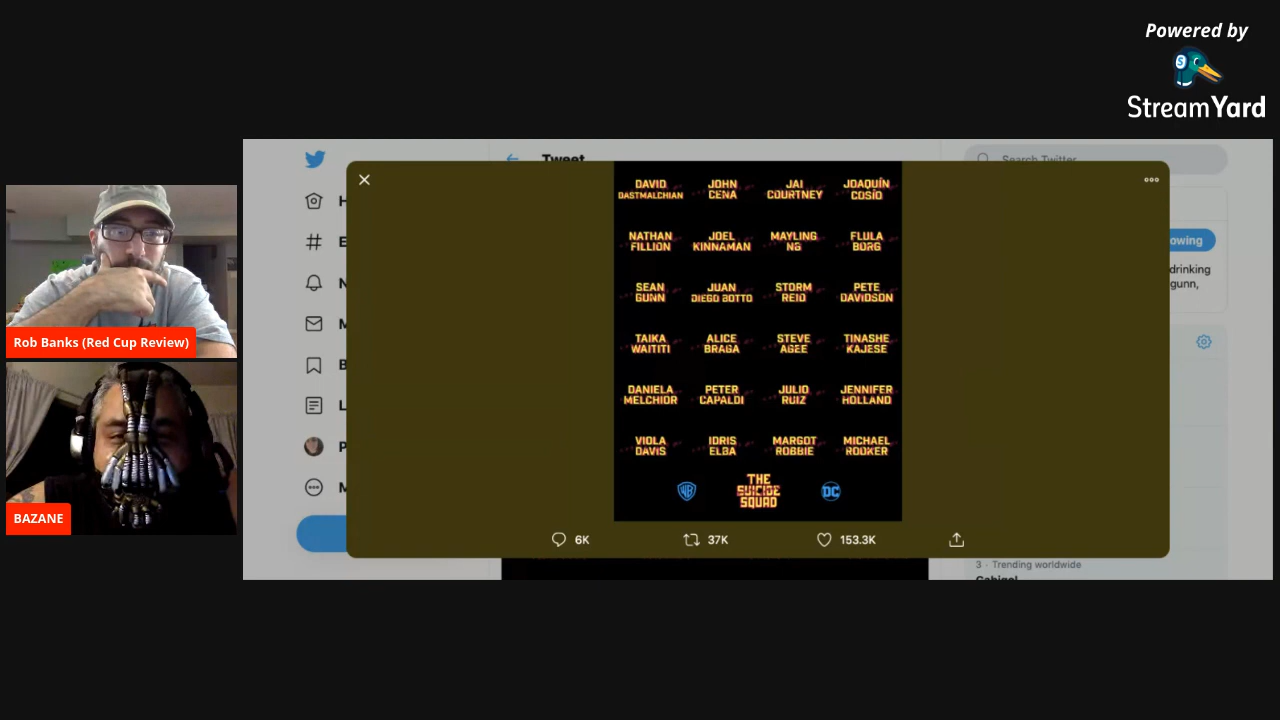 Powered by
StreamYard
Tweet
Search Twitter
DAVID DASTMALCHIAN
JOHN CENA
JAI COURTNEY
JOAQUÍN COSÍO
NATHAN FILLION
JOEL KINNAMAN
MAYLING NG
FLULA BORG
SEAN GUNN
JUAN DIEGO BOTTO
STORM REID
PETE DAVIDSON
TAIKA WAITITI
ALICE BRAGA
STEVE AGEE
TINASHE KAJESE
DANIELA MELCHIOR
PETER CAPALDI
JULIO RUIZ
JENNIFER HOLLAND
VIOLA DAVIS
IDRIS ELBA
MARGOT ROBBIE
MICHAEL ROOKER
WB
THE SUICIDE SQUAD
DC
6K
37K
153.3K
H
E
N
M
B
L
P
M
owing
drinking
gunn,
3 · Trending worldwide
Rob Banks (Red Cup Review)
BAZANE